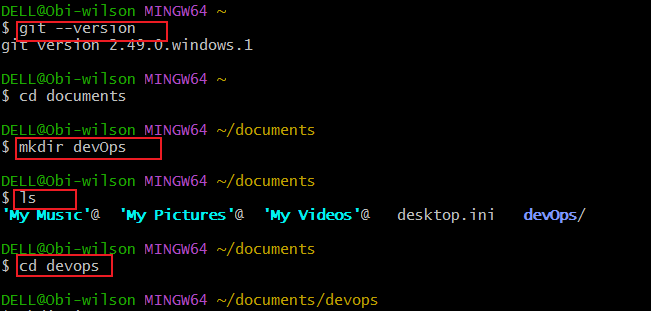 DELL@Obi-wilson MINGW64 ~
$ git --version
git version 2.49.0.windows.1
DELL@Obi-wilson MINGW64 ~
$ cd documents
DELL@Obi-wilson MINGW64 ~/documents
$ mkdir devOps
DELL@Obi-wilson MINGW64 ~/documents
$ ls
'My Music'@  'My Pictures'@  'My Videos'@   desktop.ini   devOps/
DELL@Obi-wilson MINGW64 ~/documents
$ cd devops
DELL@Obi-wilson MINGW64 ~/documents/devops